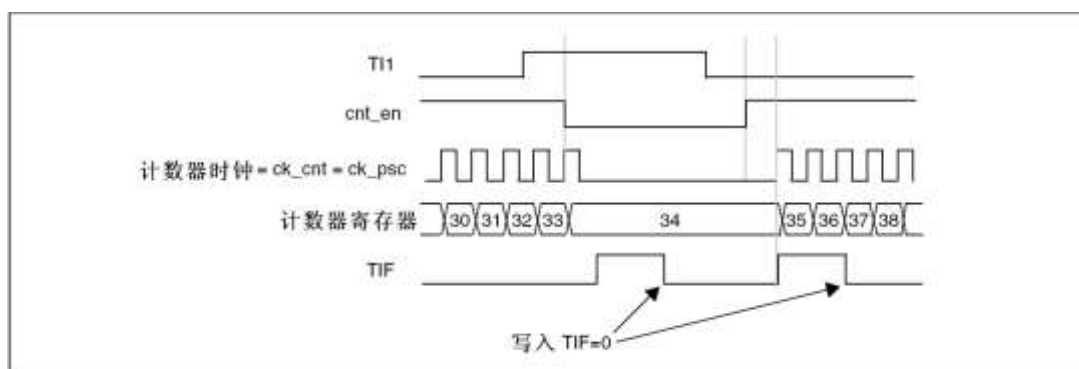 TI1
cnt_en
计数器时钟 = ck_cnt = ck_psc
计数器寄存器 30 31 32 33 34 35 36 37 38
TIF
写入 TIF=0